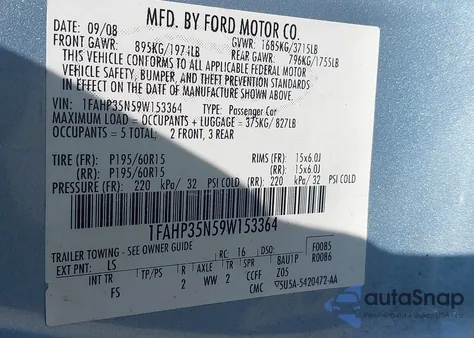 MFD. BY FORD MOTOR CO.
DATE: 09/08 GVWR: 1685KG/3715LB
FRONT GAWR: 895KG/1974LB REAR GAWR: 796KG/1755LB
THIS VEHICLE CONFORMS TO ALL APPLICABLE FEDERAL MOTOR
VEHICLE SAFETY, BUMPER, AND THEFT PREVENTION STANDARDS
IN EFFECT ON THE DATE OF MANUFACTURE SHOWN ABOVE.
VIN: 1FAHP35N59W153364 TYPE: Passenger Car
MAXIMUM LOAD = OCCUPANTS + LUGGAGE = 375KG/ 827LB
OCCUPANTS = 5 TOTAL: 2 FRONT, 3 REAR
TIRE (FR): P195/60R15 RIMS (FR): 15x6.0J
(RR): P195/60R15 (RR): 15x6.0J
PRESSURE (FR): 220 kPa/ 32 PSI COLD (RR): 220 kPa/ 32 PSI COLD
1FAHP35N59W153364
TRAILER TOWING - SEE OWNER GUIDE
EXT PNT: LS RC: 16 DSO: F0085
INT TR TP/PS R AXLE TR SPR BAU1P R0086
FS 2 WW 2 CCFF Z05
CMC 5U5A-5420472-AA
autoSnap